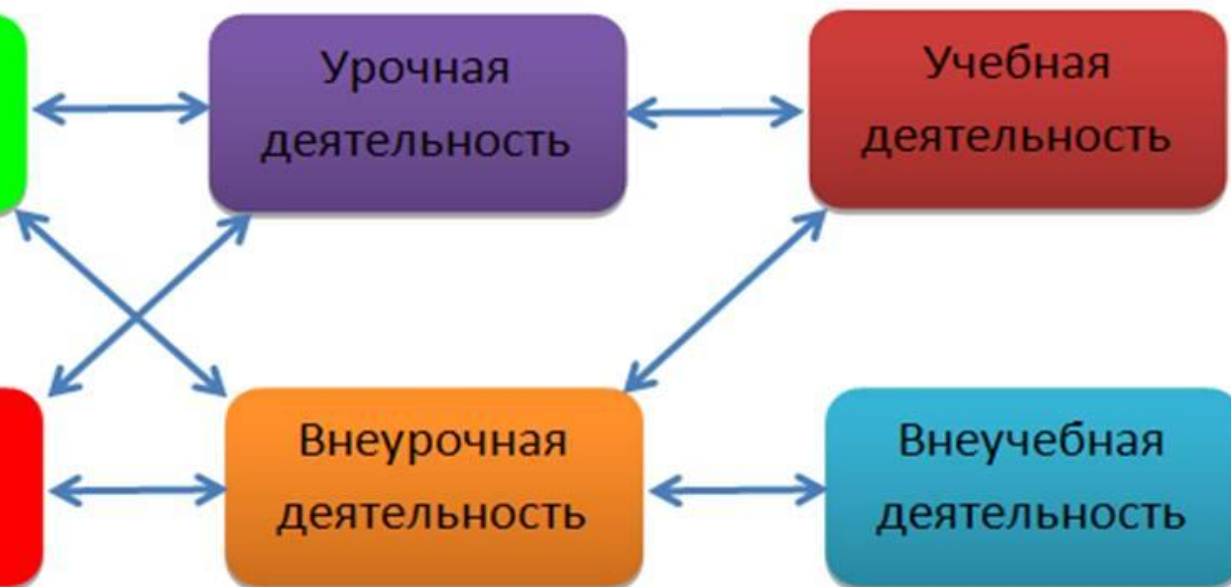 Урочная
деятельность
Учебная
деятельность
Внеурочная
деятельность
Внеучебная
деятельность